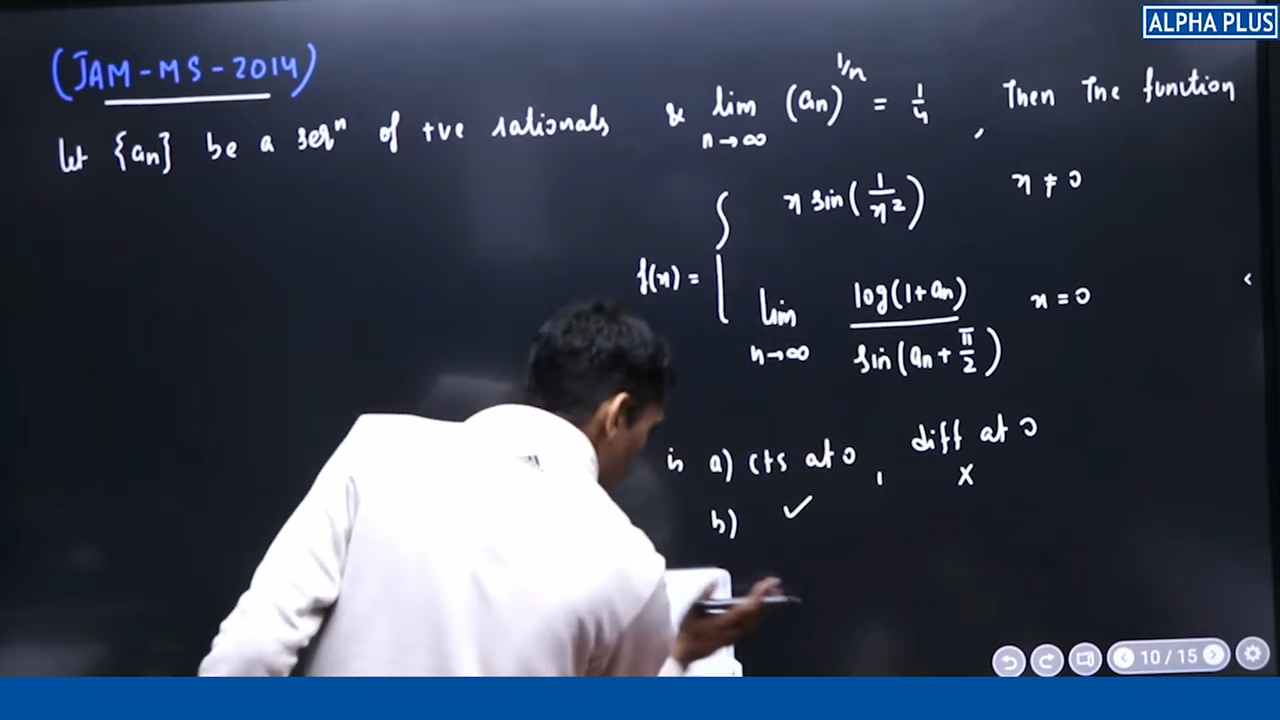 ALPHA PLUS
(JAM-MS-2014)
let {an} be a seqn of +ve rationals & lim n→∞ (an)^1/n = 1/4 , Then The function
f(x) = { x sin(1/x2) x ≠ 0
lim n→∞ log(1+an) / sin(an + π/2) x = 0
is a) cts at 0 , diff at 0
x
b) ✓
10 / 15